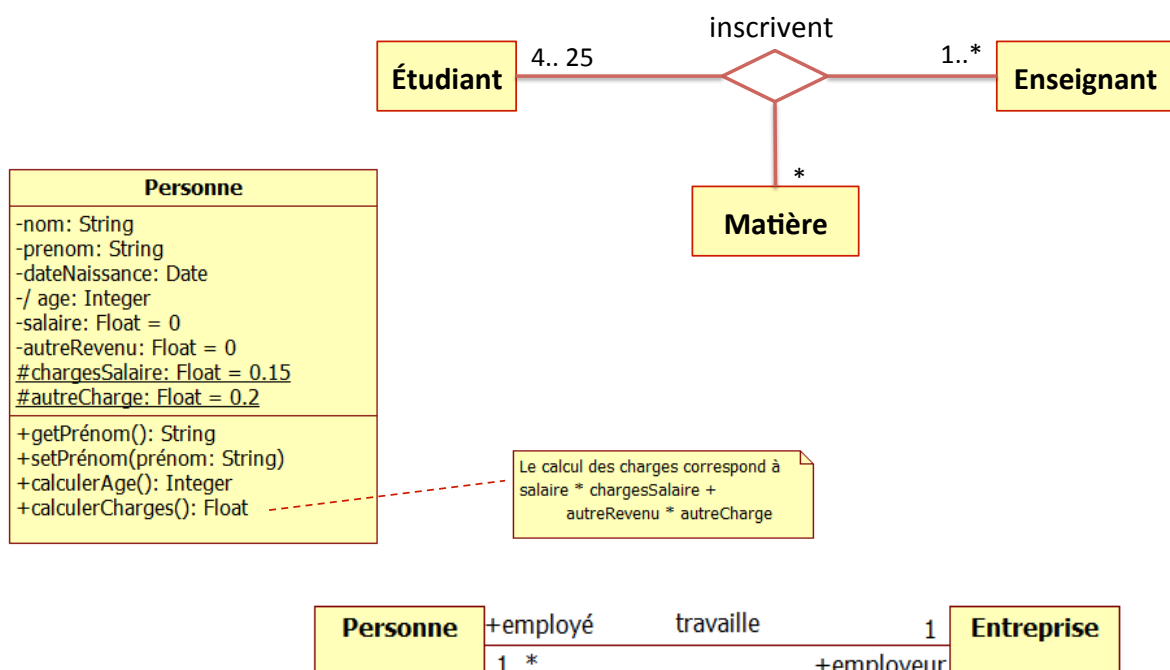 inscrivent
Étudiant 4.. 25 1..* Enseignant
*
Matière
Personne
-nom: String
-prenom: String
-dateNaissance: Date
-/ age: Integer
-salaire: Float = 0
-autreRevenu: Float = 0
#chargesSalaire: Float = 0.15
#autreCharge: Float = 0.2
+getPrénom(): String
+setPrénom(prénom: String)
+calculerAge(): Integer
+calculerCharges(): Float
Le calcul des charges correspond à
salaire * chargesSalaire +
autreRevenu * autreCharge
Personne +employé travaille 1 Entreprise
1..* +employeur